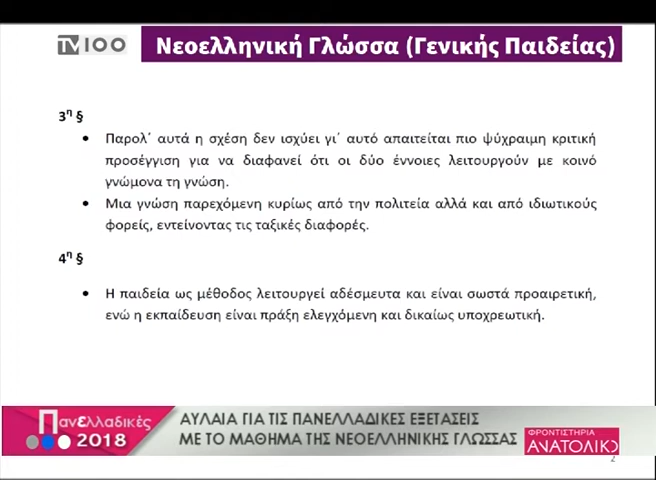 TV100
Νεοελληνική Γλώσσα (Γενικής Παιδείας)
3η §
• Παρολ΄ αυτά η σχέση δεν ισχύει γι΄ αυτό απαιτείται πιο ψύχραιμη κριτική
προσέγγιση για να διαφανεί ότι οι δύο έννοιες λειτουργούν με κοινό
γνώμονα τη γνώση.
• Μια γνώση παρεχόμενη κυρίως από την πολιτεία αλλά και από ιδιωτικούς
φορείς, εντείνοντας τις ταξικές διαφορές.
4η §
• Η παιδεία ως μέθοδος λειτουργεί αδέσμευτα και είναι σωστά προαιρετική,
ενώ η εκπαίδευση είναι πράξη ελεγχόμενη και δικαίως υποχρεωτική.
Πανελλαδικές
2018
ΑΥΛΑΙΑ ΓΙΑ ΤΙΣ ΠΑΝΕΛΛΑΔΙΚΕΣ ΕΞΕΤΑΣΕΙΣ
ΜΕ ΤΟ ΜΑΘΗΜΑ ΤΗΣ ΝΕΟΕΛΛΗΝΙΚΗΣ ΓΛΩΣΣΑΣ
ΦΡΟΝΤΙΣΤΗΡΙΑ
ΑΝΑΤΟΛΙΚΟ
2